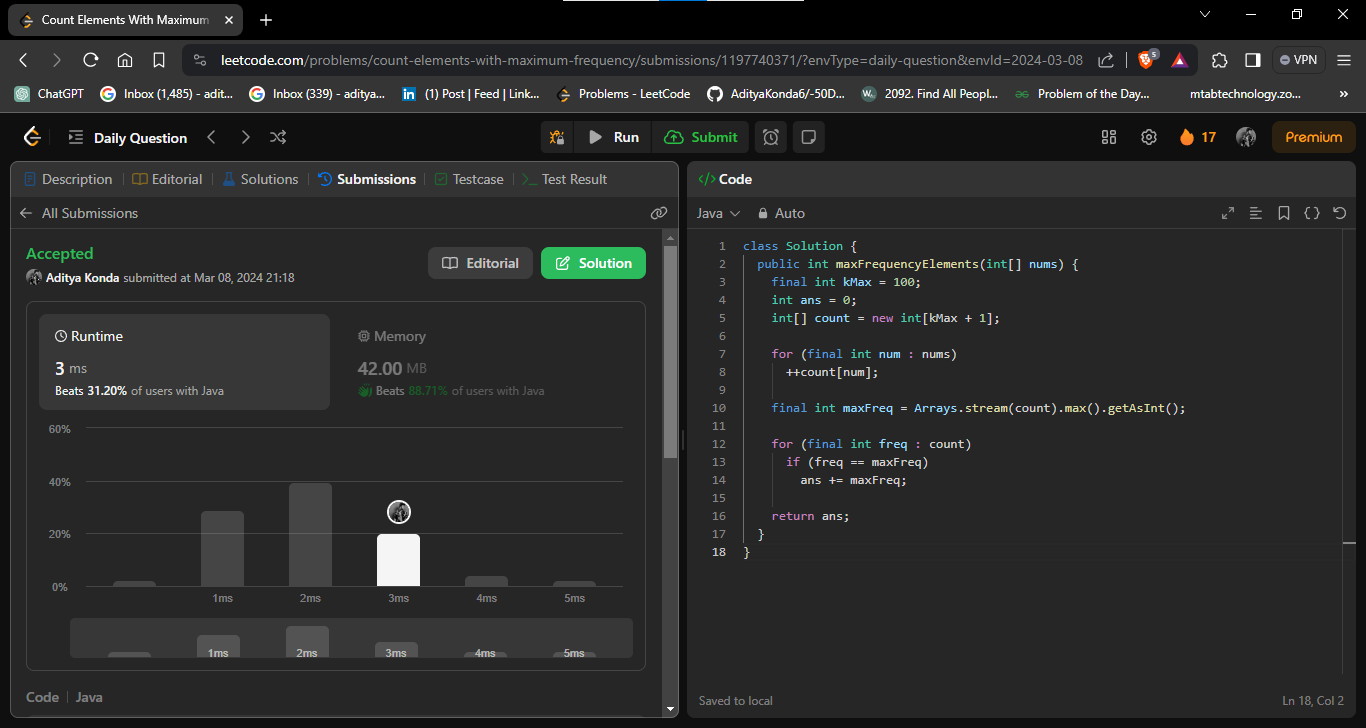 Count Elements With Maximum
leetcode.com/problems/count-elements-with-maximum-frequency/submissions/1197740371/?envType=daily-question&envId=2024-03-08
5
VPN
ChatGPT
Inbox (1,485) - adit...
Inbox (339) - aditya...
(1) Post | Feed | Link...
Problems - LeetCode
AdityaKonda6/-50D...
2092. Find All Peopl...
Problem of the Day...
mtabtechnology.zo...
Daily Question
Run
Submit
17
Premium
Description
Editorial
Solutions
Submissions
Testcase
Test Result
All Submissions
Accepted
Aditya Konda submitted at Mar 08, 2024 21:18
Editorial
Solution
Runtime
3 ms
Beats 31.20% of users with Java
Memory
42.00 MB
Beats 88.71% of users with Java
60%
40%
20%
0%
1ms 2ms 3ms 4ms 5ms
1ms 2ms 3ms 4ms 5ms
Code | Java
Code
Java
Auto
1 class Solution {
2 public int maxFrequencyElements(int[] nums) {
3 final int kMax = 100;
4 int ans = 0;
5 int[] count = new int[kMax + 1];
6
7 for (final int num : nums)
8 ++count[num];
9
10 final int maxFreq = Arrays.stream(count).max().getAsInt();
11
12 for (final int freq : count)
13 if (freq == maxFreq)
14 ans += maxFreq;
15
16 return ans;
17 }
18 }
Saved to local
Ln 18, Col 2